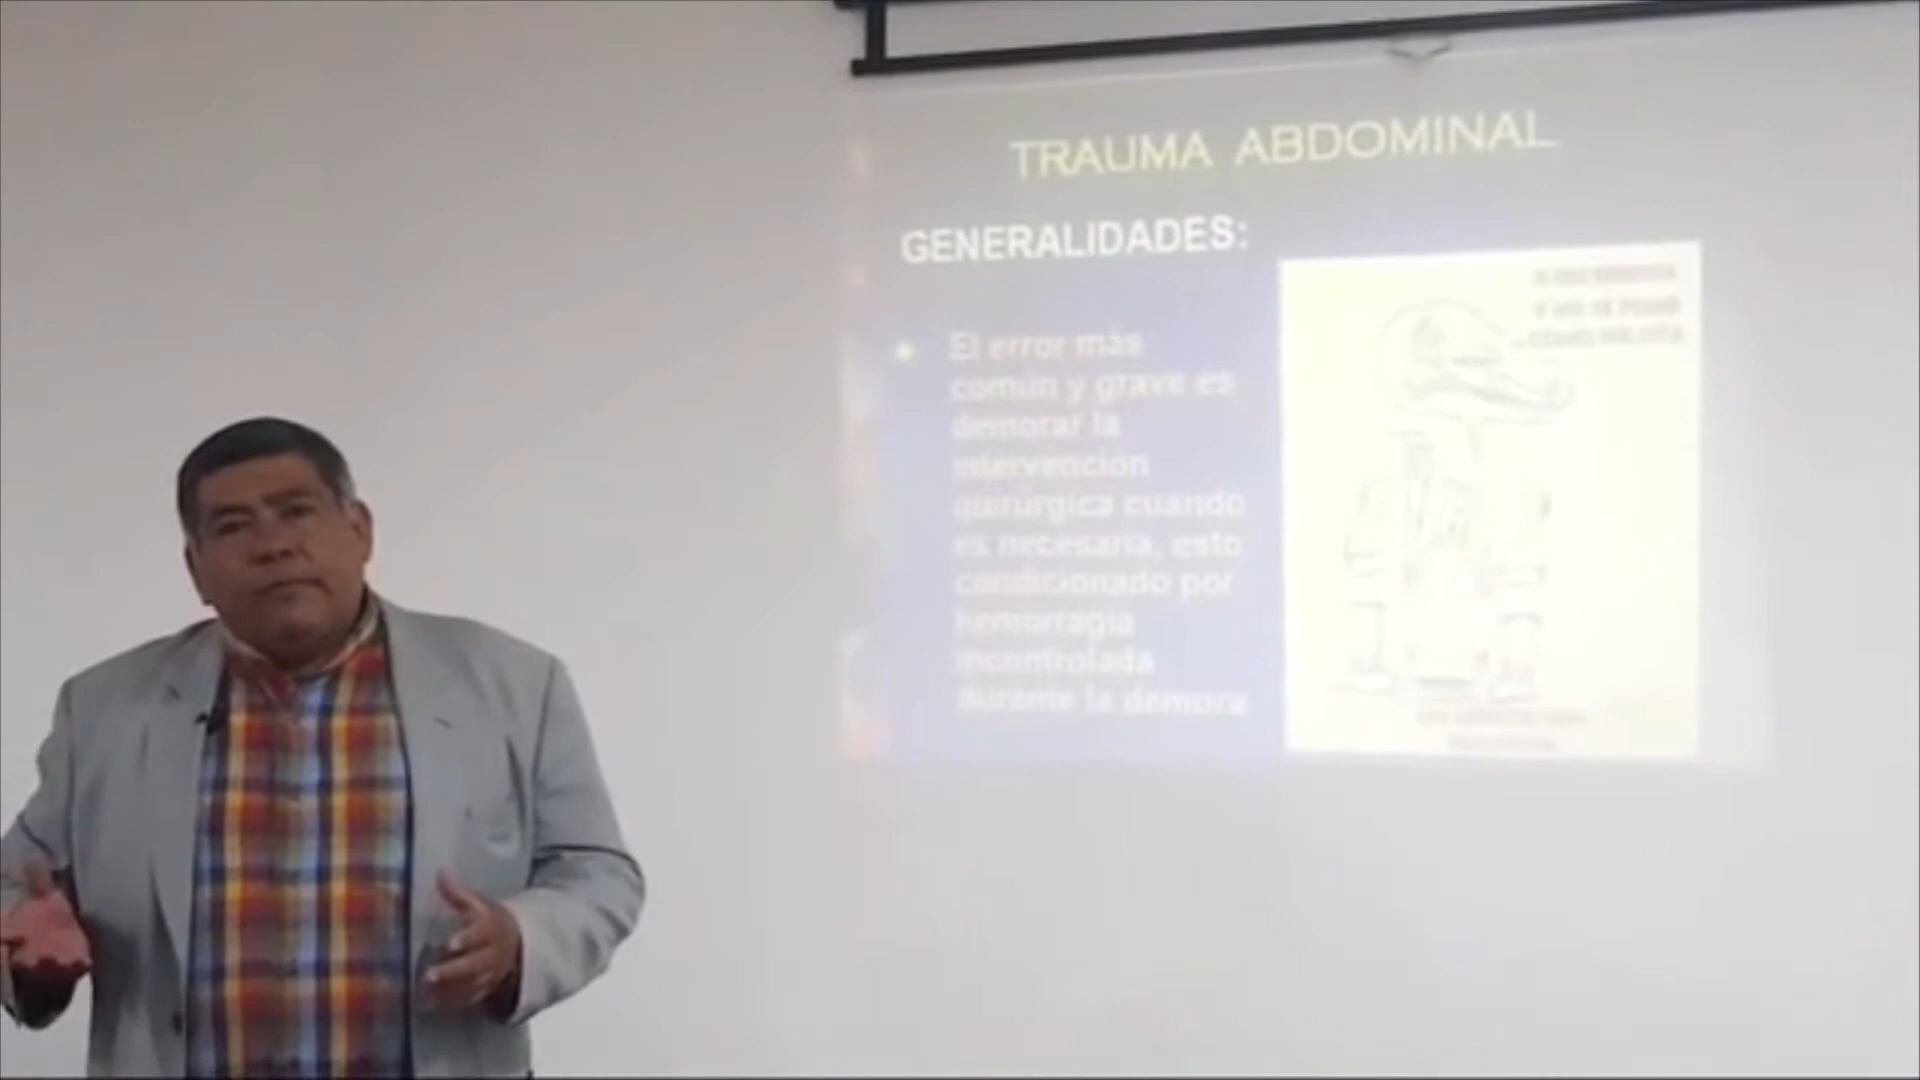 TRAUMA ABDOMINAL
GENERALIDADES:
El error más
común y grave es
demorar la
intervención
quirúrgica cuando
es necesaria, esto
condicionado por
hemorragia
incontrolada
durante la demora